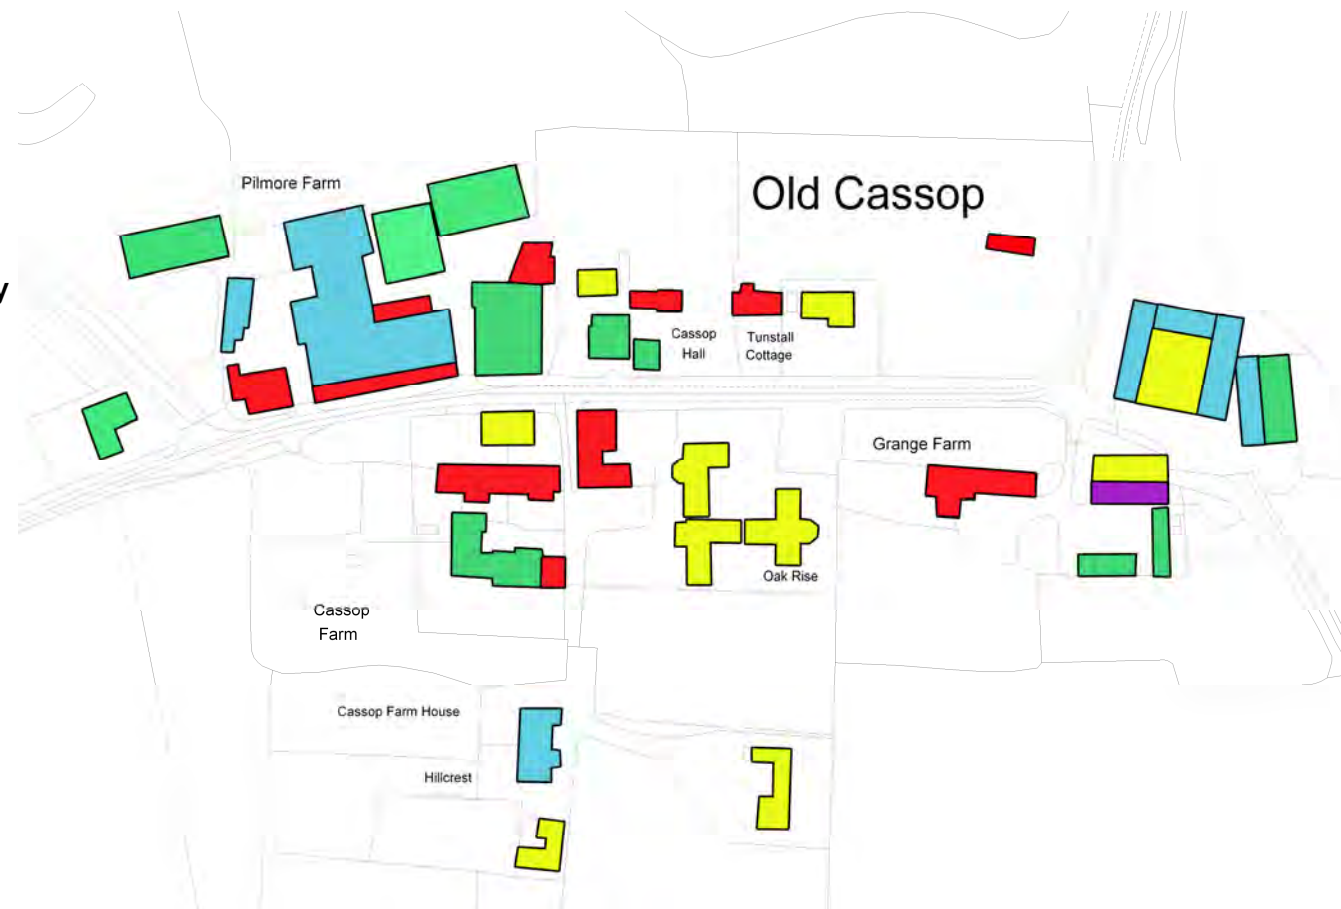 Pilmore Farm
Old Cassop
y
Cassop
Hall
Tunstall
Cottage
Grange Farm
Oak Rise
Cassop
Farm
Cassop Farm House
Hillcrest